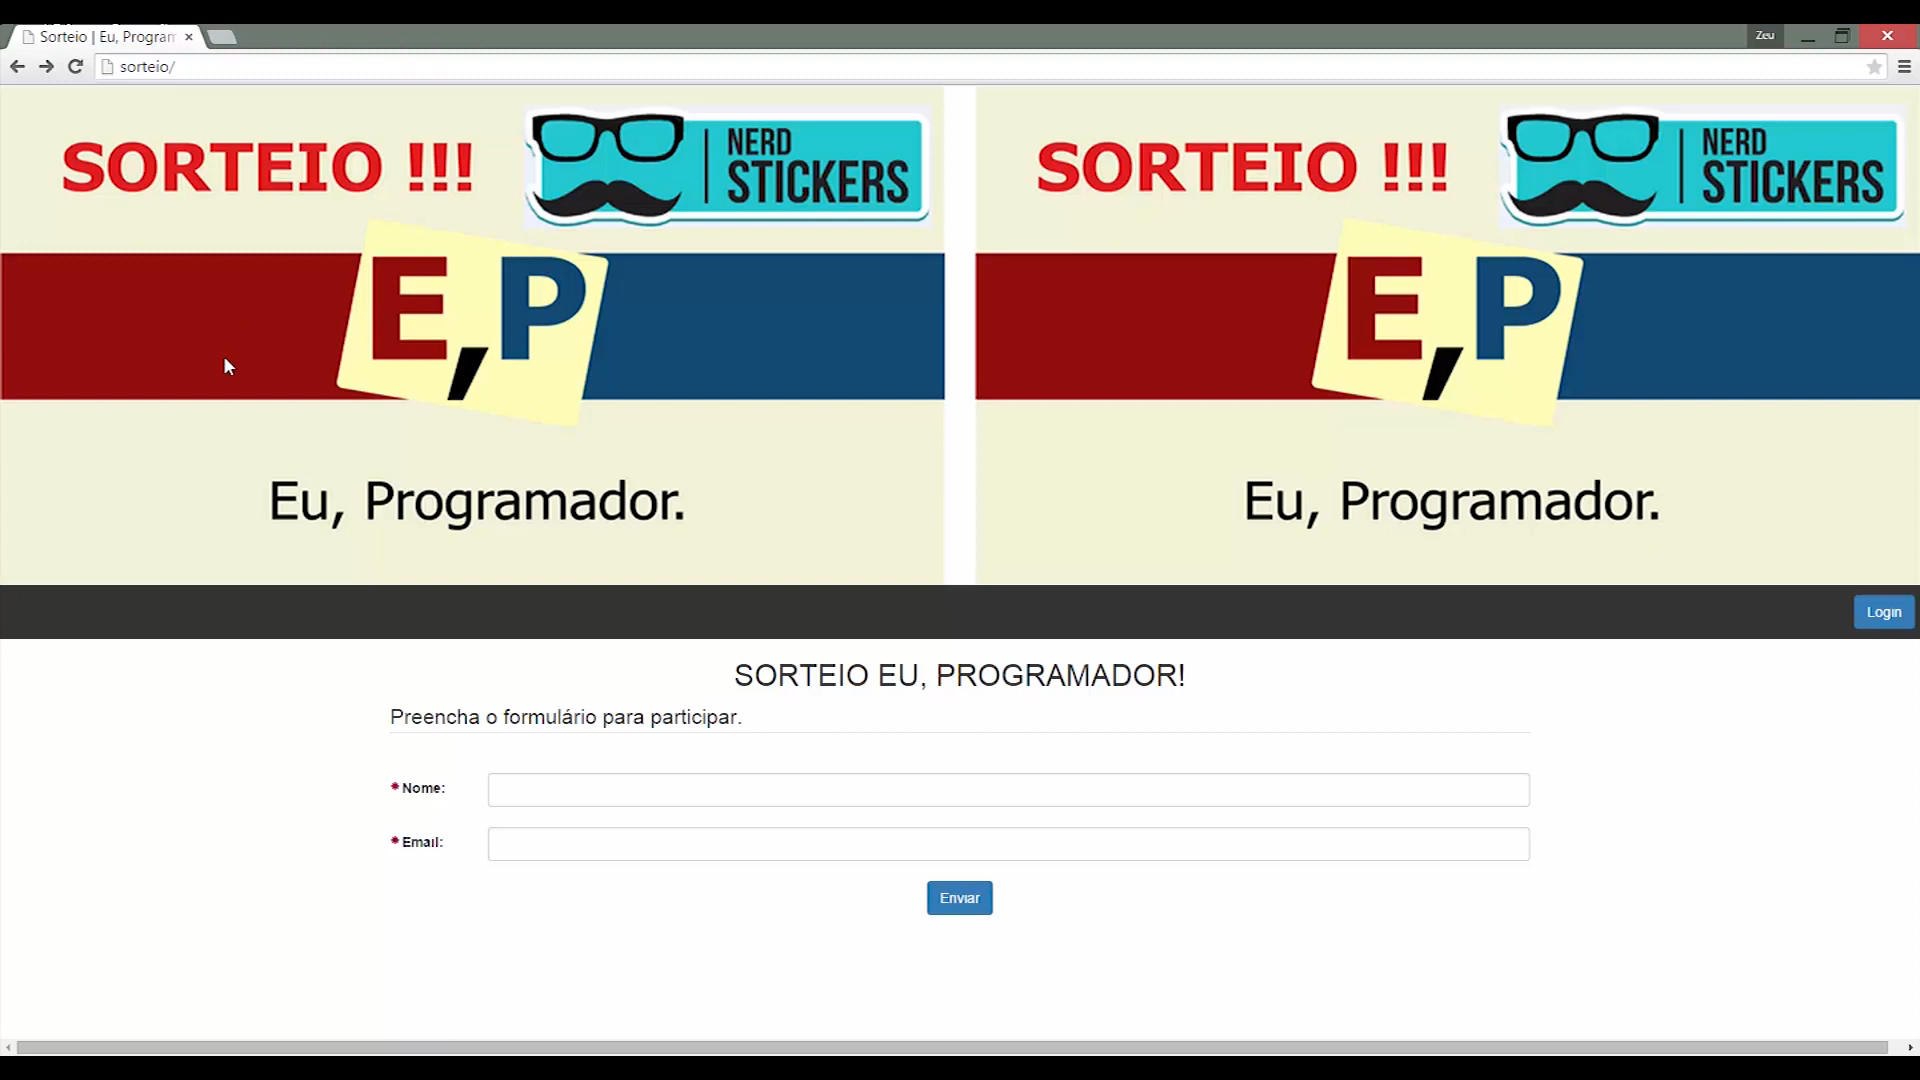 Sorteio | Eu, Program
Zeu
sorteio/
SORTEIO !!!
NERD
STICKERS
E,P
Eu, Programador.
SORTEIO !!!
NERD
STICKERS
E,P
Eu, Programador.
Login
SORTEIO EU, PROGRAMADOR!
Preencha o formulário para participar.
* Nome:
* Email:
Enviar